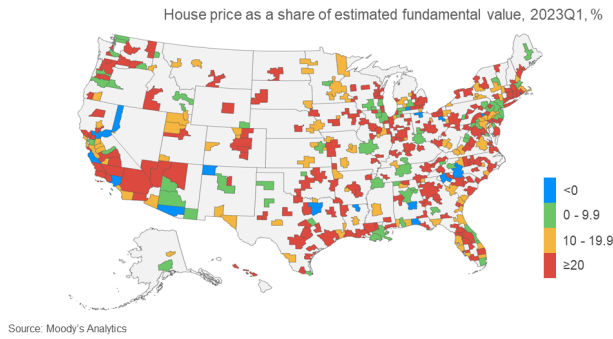 House price as a share of estimated fundamental value, 2023Q1, %
<0
0 - 9.9
10 - 19.9
≥20
Source: Moody's Analytics